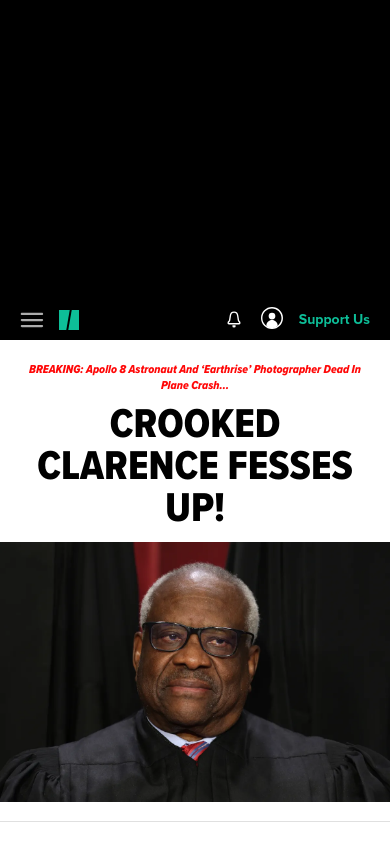 Support Us
BREAKING: Apollo 8 Astronaut And ‘Earthrise’ Photographer Dead In
Plane Crash...
CROOKED
CLARENCE FESSES
UP!